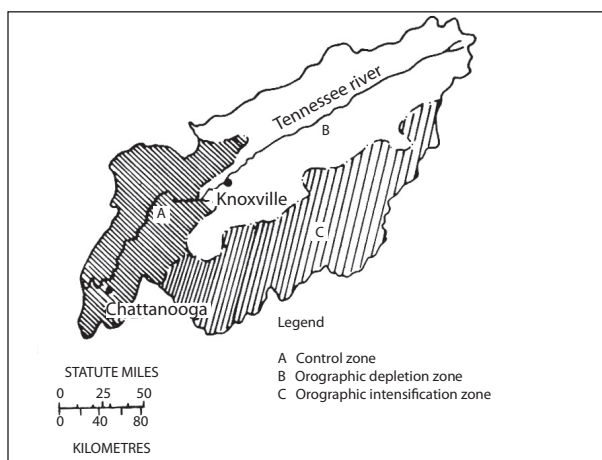 Tennessee river
B
Knoxville
A
C
Chattanooga
Legend
A Control zone
B Orographic depletion zone
C Orographic intensification zone
STATUTE MILES
0 25 50
0 40 80
KILOMETRES